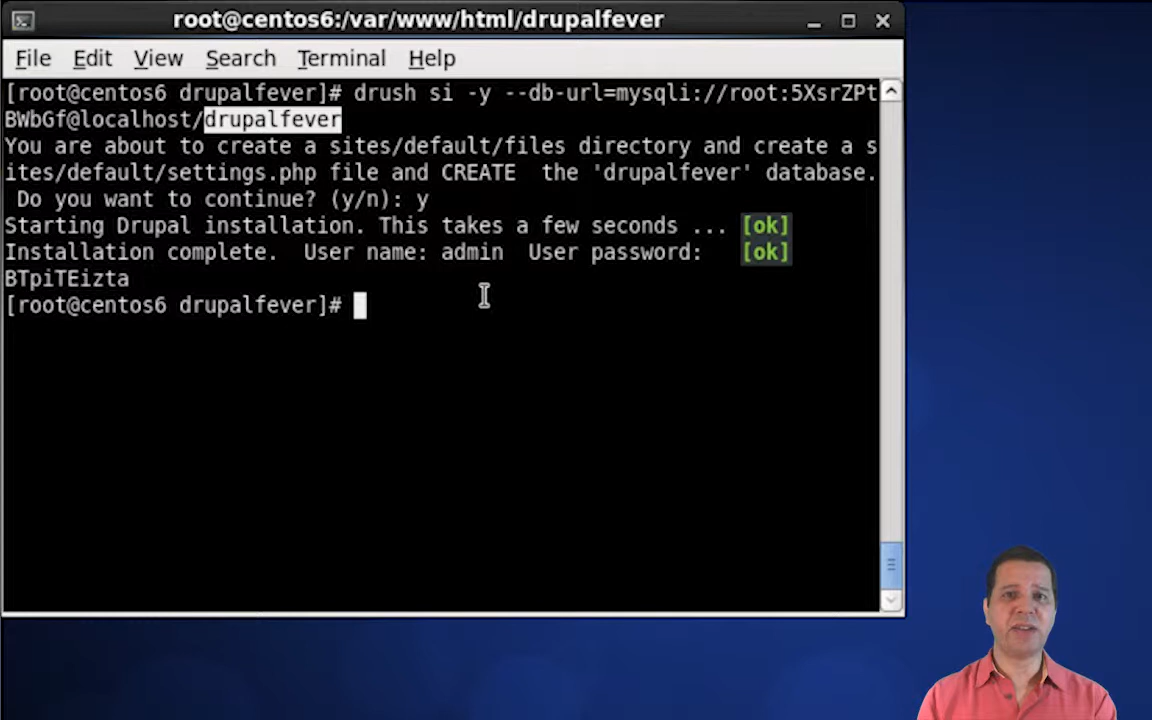 root@centos6:/var/www/html/drupalfever
File Edit View Search Terminal Help
[root@centos6 drupalfever]# drush si -y --db-url=mysqli://root:5XsrZPt
BWbGf@localhost/drupalfever
You are about to create a sites/default/files directory and create a s
ites/default/settings.php file and CREATE the 'drupalfever' database.
Do you want to continue? (y/n): y
Starting Drupal installation. This takes a few seconds ... [ok]
Installation complete. User name: admin User password: [ok]
BTpiTEizta
[root@centos6 drupalfever]#